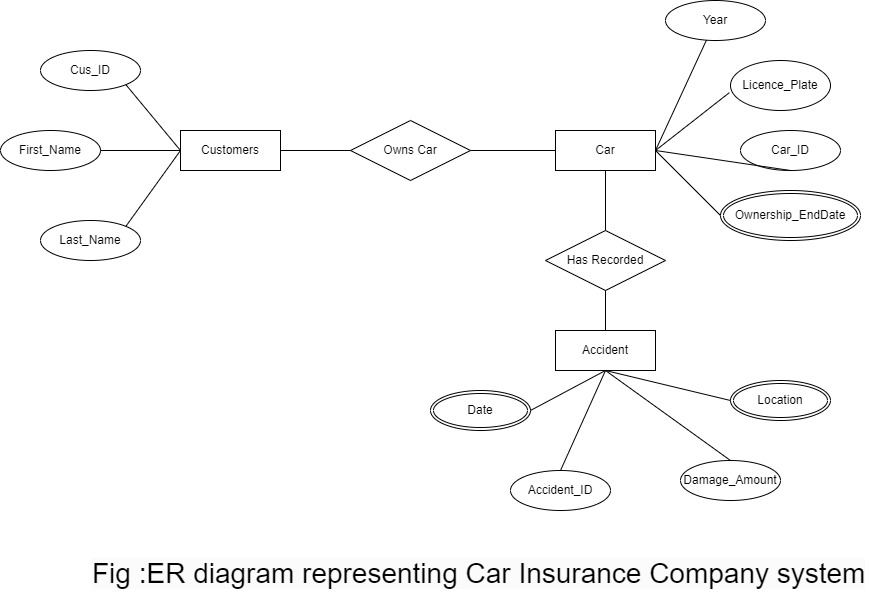 Year
Cus_ID
Licence_Plate
First_Name
Customers
Owns Car
Car
Car_ID
Ownership_EndDate
Last_Name
Has Recorded
Accident
Date
Location
Accident_ID
Damage_Amount
Fig :ER diagram representing Car Insurance Company system